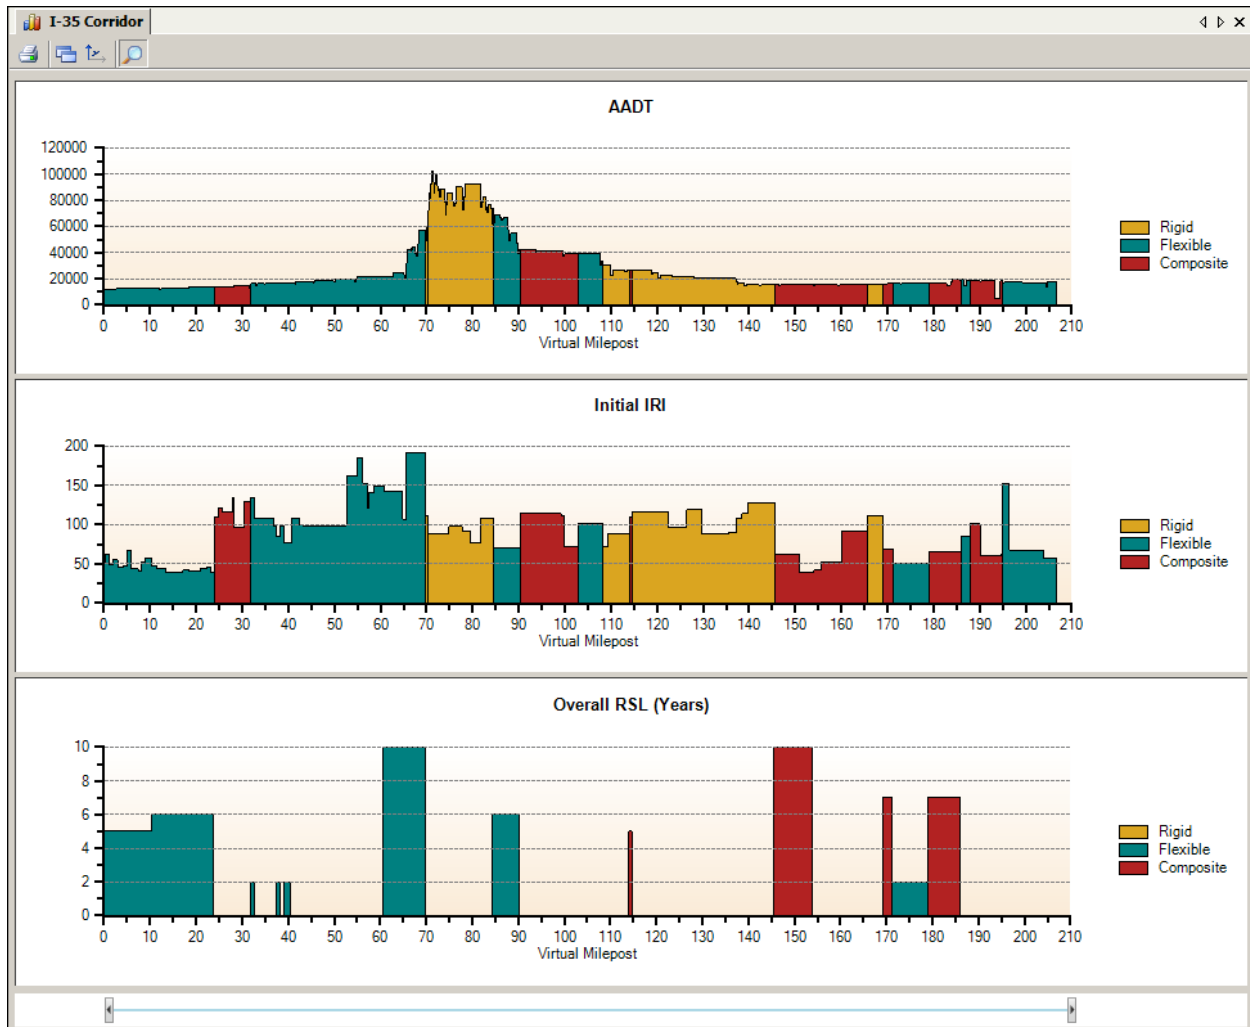 I-35 Corridor
AADT
120000
100000
80000
60000
40000
20000
0
0 10 20 30 40 50 60 70 80 90 100 110 120 130 140 150 160 170 180 190 200 210
Virtual Milepost
Rigid
Flexible
Composite
Initial IRI
200
150
100
50
0
0 10 20 30 40 50 60 70 80 90 100 110 120 130 140 150 160 170 180 190 200 210
Virtual Milepost
Rigid
Flexible
Composite
Overall RSL (Years)
10
8
6
4
2
0
0 10 20 30 40 50 60 70 80 90 100 110 120 130 140 150 160 170 180 190 200 210
Virtual Milepost
Rigid
Flexible
Composite